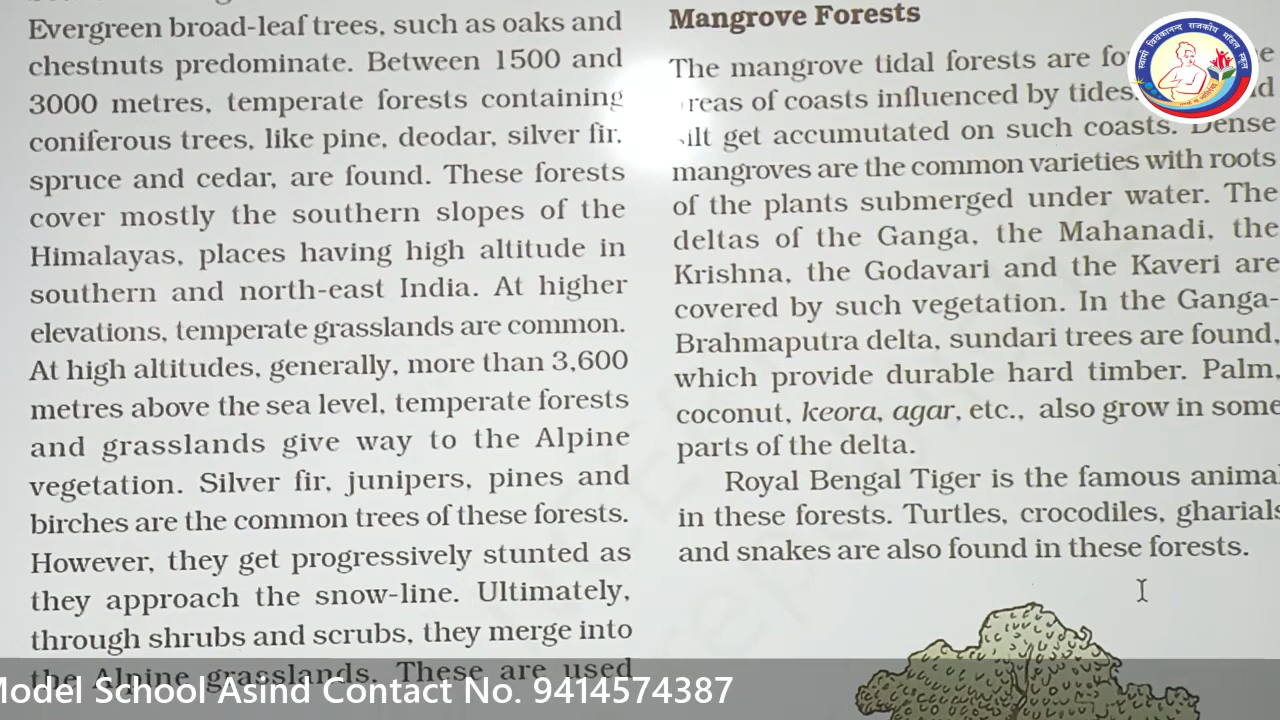 Evergreen broad-leaf trees, such as oaks and
chestnuts predominate. Between 1500 and
3000 metres, temperate forests containing
coniferous trees, like pine, deodar, silver fir,
spruce and cedar, are found. These forests
cover mostly the southern slopes of the
Himalayas, places having high altitude in
southern and north-east India. At higher
elevations, temperate grasslands are common.
At high altitudes, generally, more than 3,600
metres above the sea level, temperate forests
and grasslands give way to the Alpine
vegetation. Silver fir, junipers, pines and
birches are the common trees of these forests.
However, they get progressively stunted as
they approach the snow-line. Ultimately,
through shrubs and scrubs, they merge into
the Alpine grasslands. These are used
Mangrove Forests
The mangrove tidal forests are
of coasts influenced by tides.
get accumutated on such coasts. Dense
mangroves are the common varieties with roots
of the plants submerged under water. The
deltas of the Ganga, the Mahanadi, the
Krishna, the Godavari and the Kaveri are
covered by such vegetation. In the Ganga-
Brahmaputra delta, sundari trees are found,
which provide durable hard timber. Palm,
coconut, keora, agar, etc., also grow in some
parts of the delta.
Royal Bengal Tiger is the famous animal
in these forests. Turtles, crocodiles, gharials
and snakes are also found in these forests.
स्वामी विवेकानन्द राजकीय मॉडल स्कूल
Model School Asind Contact No. 9414574387